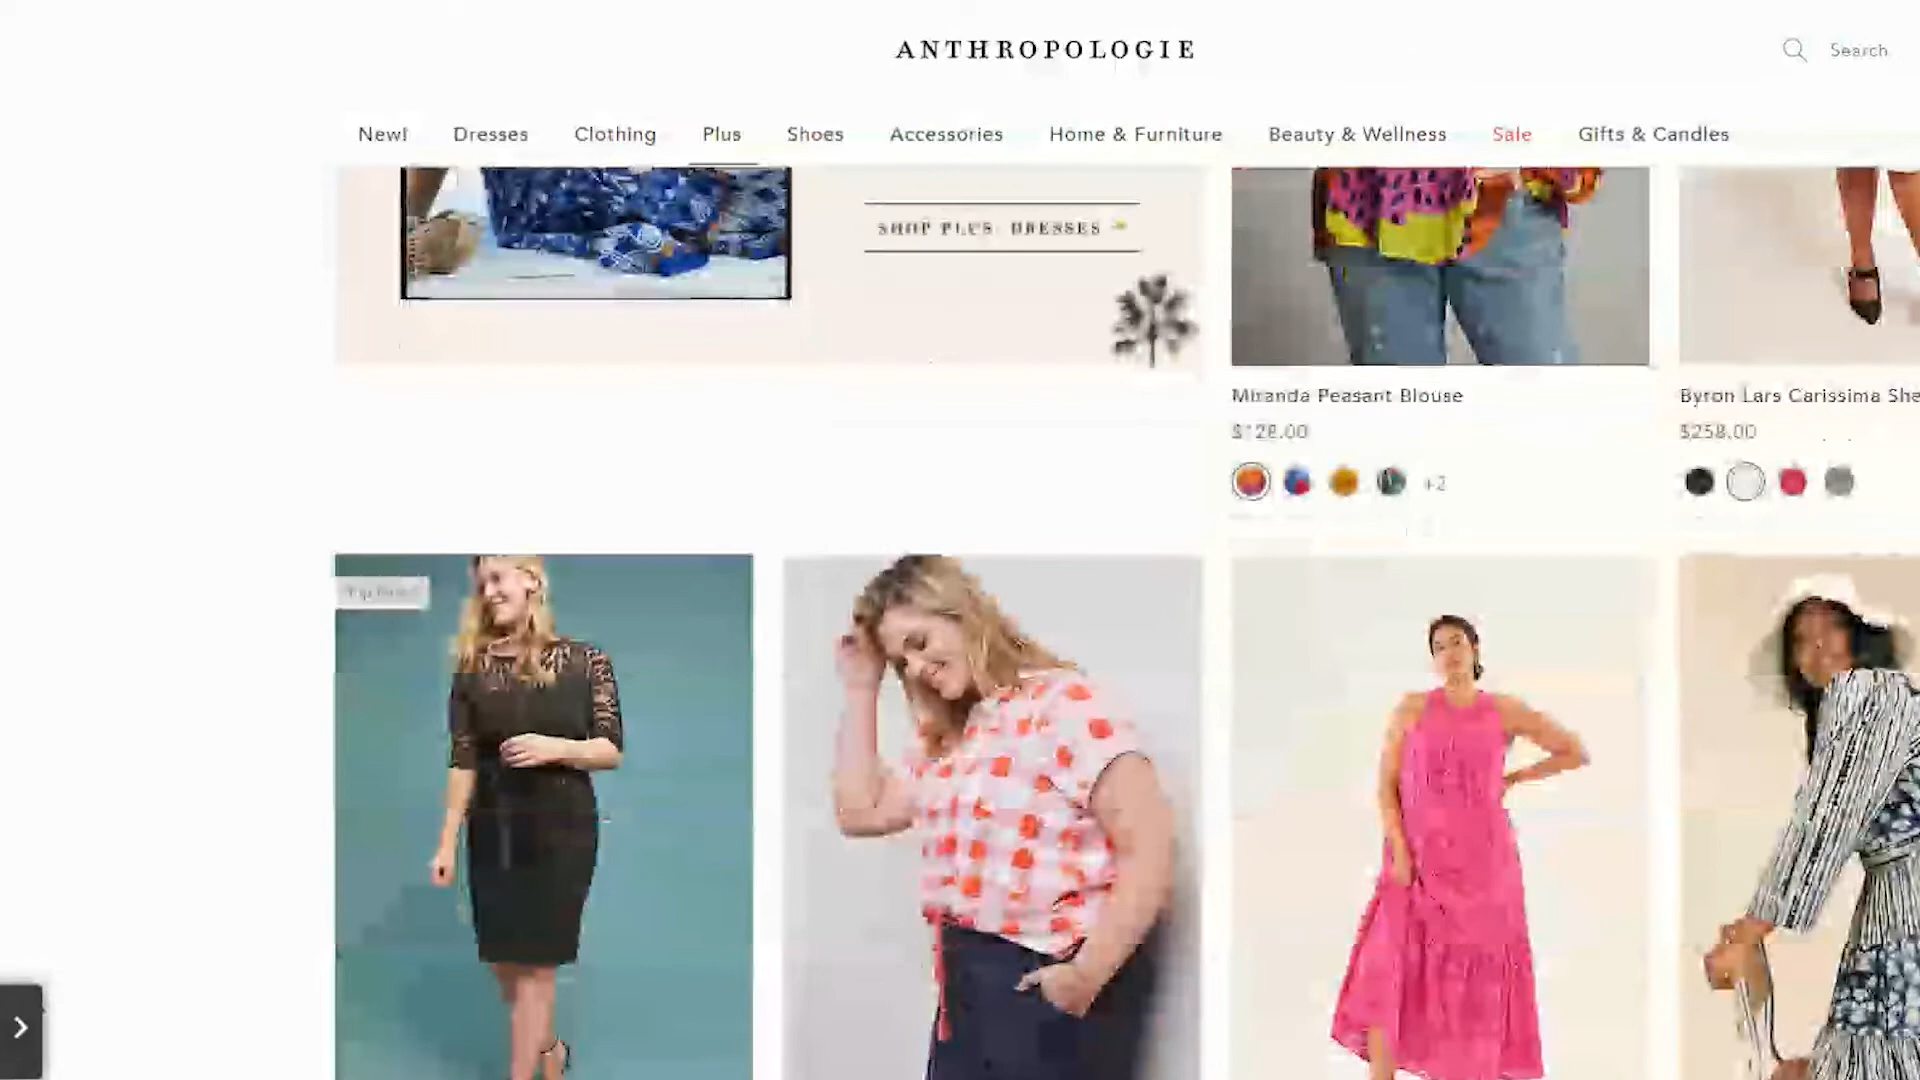 ANTHROPOLOGIE
Search
New! Dresses Clothing Plus Shoes Accessories Home & Furniture Beauty & Wellness Sale Gifts & Candles
SHOP PLUS DRESSES
Miranda Peasant Blouse
Byron Lars Carissima She
$128.00
$258.00
+2